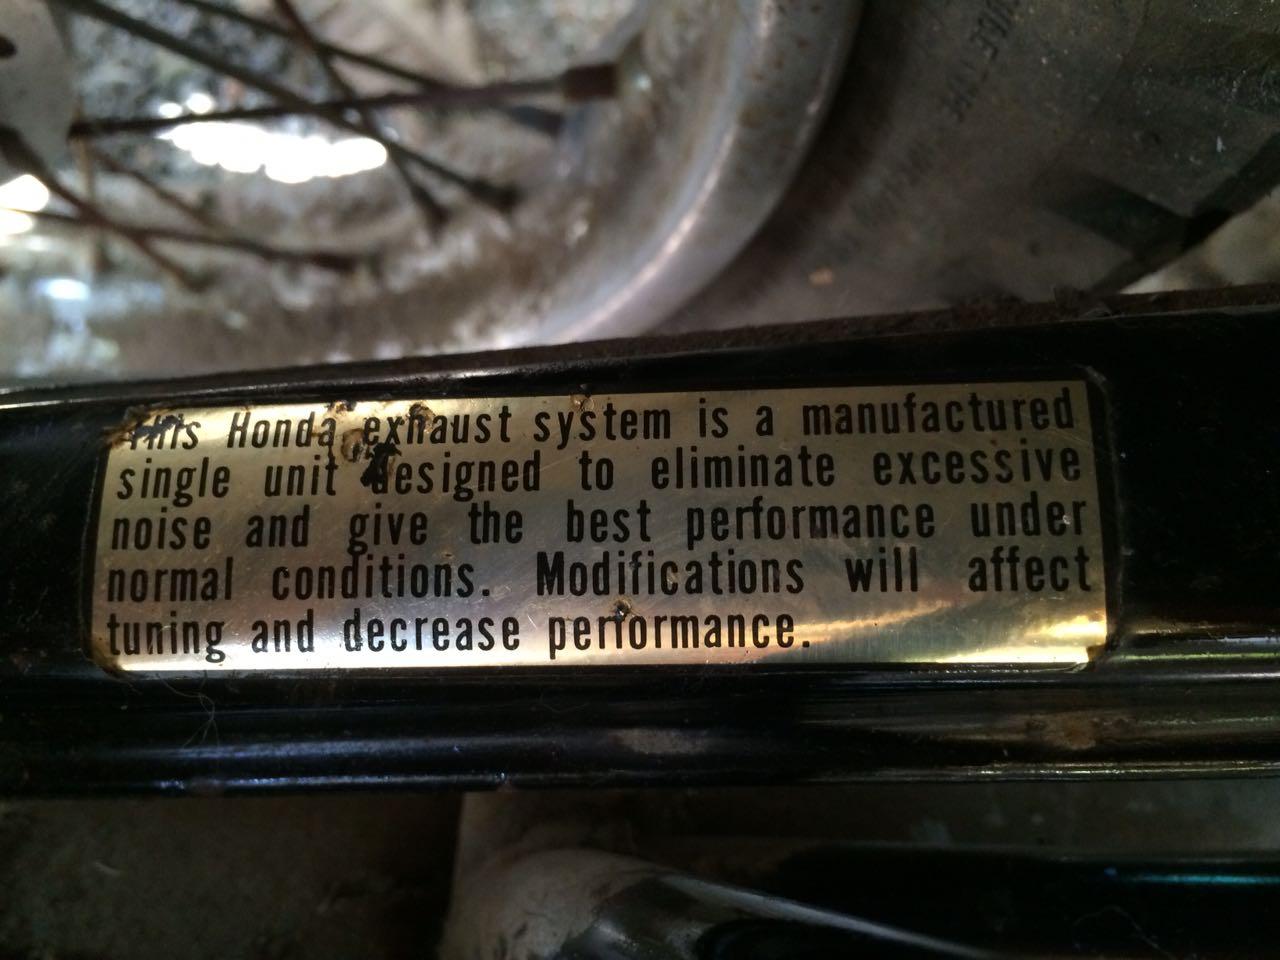 This Honda exhaust system is a manufactured
single unit designed to eliminate excessive
noise and give the best performance under
normal conditions. Modifications will affect
tuning and decrease performance.